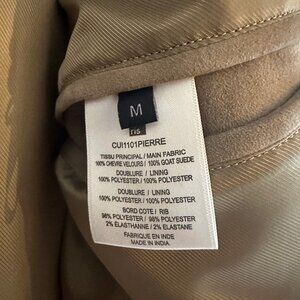 M
CUI1101PIERRE
TISSU PRINCIPAL / MAIN FABRIC
100% CHEVRE VELOURS / 100% GOAT SUEDE
DOUBLURE / LINING
100% POLYESTER / 100% POLYESTER
DOUBLURE / LINING
100% POLYESTER / 100% POLYESTER
BORD COTE / RIB
98% POLYESTER / 98% POLYESTER
2% ELASTHANNE / 2% ELASTANE
FABRIQUE EN INDE
MADE IN INDIA